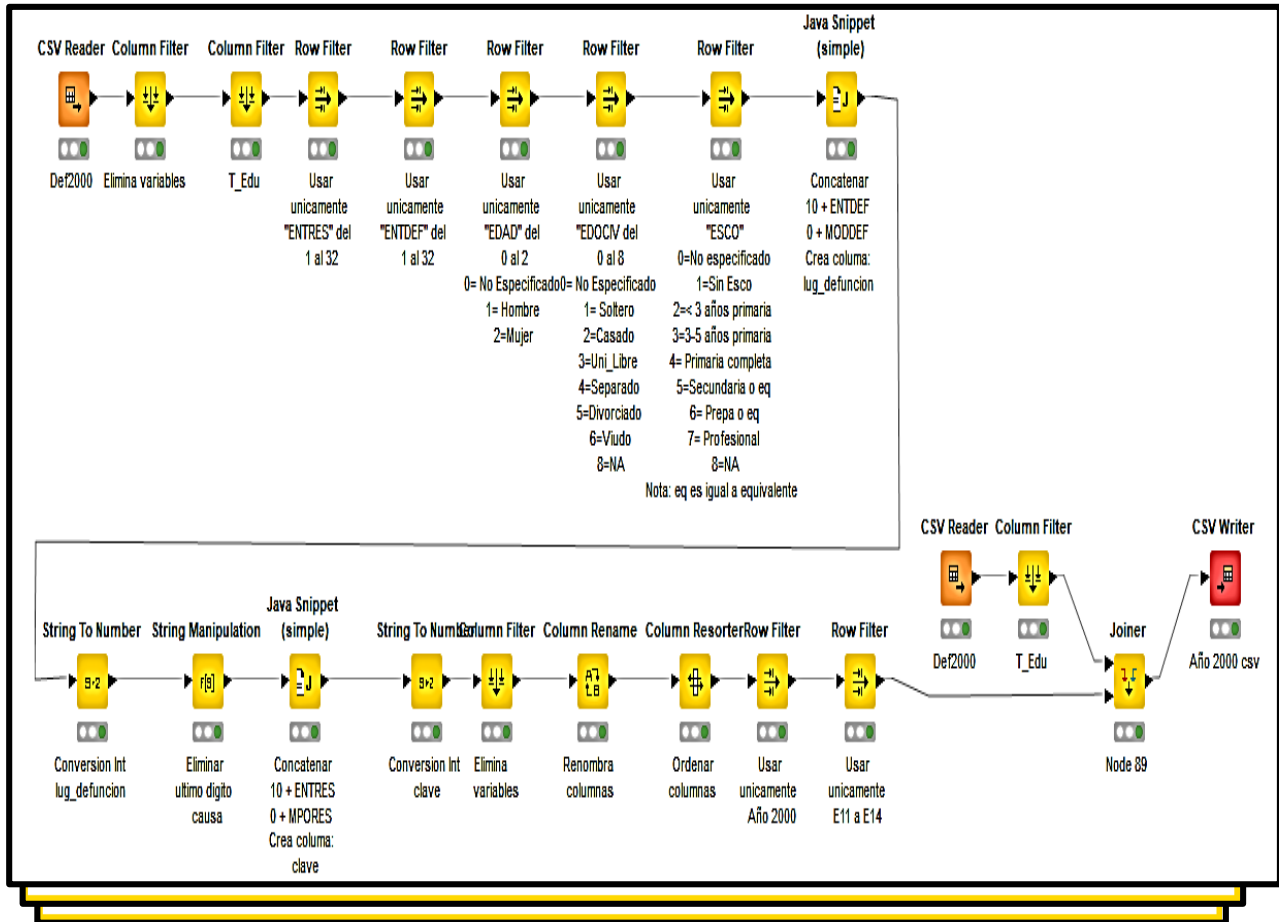 Java Snippet
(simple)
CSV Reader
Column Filter
Column Filter
Row Filter
Row Filter
Row Filter
Row Filter
Row Filter
Def2000
Elimina variables
T_Edu
Usar
unicamente
"ENTRES" del
1 al 32
Usar
unicamente
"ENTDEF" del
1 al 32
Usar
unicamente
"EDAD" del
0 al 2
0= No Especificado
1= Hombre
2=Mujer
Usar
unicamente
"EDOCIV del
0 al 8
0= No Especificado
1= Soltero
2=Casado
3=Uni_Libre
4=Separado
5=Divorciado
6=Viudo
8=NA
Usar
unicamente
"ESCO"
0=No especificado
1=Sin Esco
2=< 3 años primaria
3=3-5 años primaria
4= Primaria completa
5=Secundaria o eq
6= Prepa o eq
7= Profesional
8=NA
Nota: eq es igual a equivalente
Concatenar
10 + ENTDEF
0 + MODDEF
Crea columa:
lug_defuncion
CSV Reader
Column Filter
CSV Writer
Def2000
T_Edu
Joiner
Node 89
Año 2000 csv
String To Number
String Manipulation
Java Snippet
(simple)
String To Number
Column Filter
Column Rename
Column Resorter
Row Filter
Row Filter
Conversion Int
lug_defuncion
Eliminar
ultimo digito
causa
Concatenar
10 + ENTRES
0 + MPORES
Crea columa:
clave
Conversion Int
clave
Elimina
variables
Renombra
columnas
Ordenar
columnas
Usar
unicamente
Año 2000
Usar
unicamente
E11 a E14